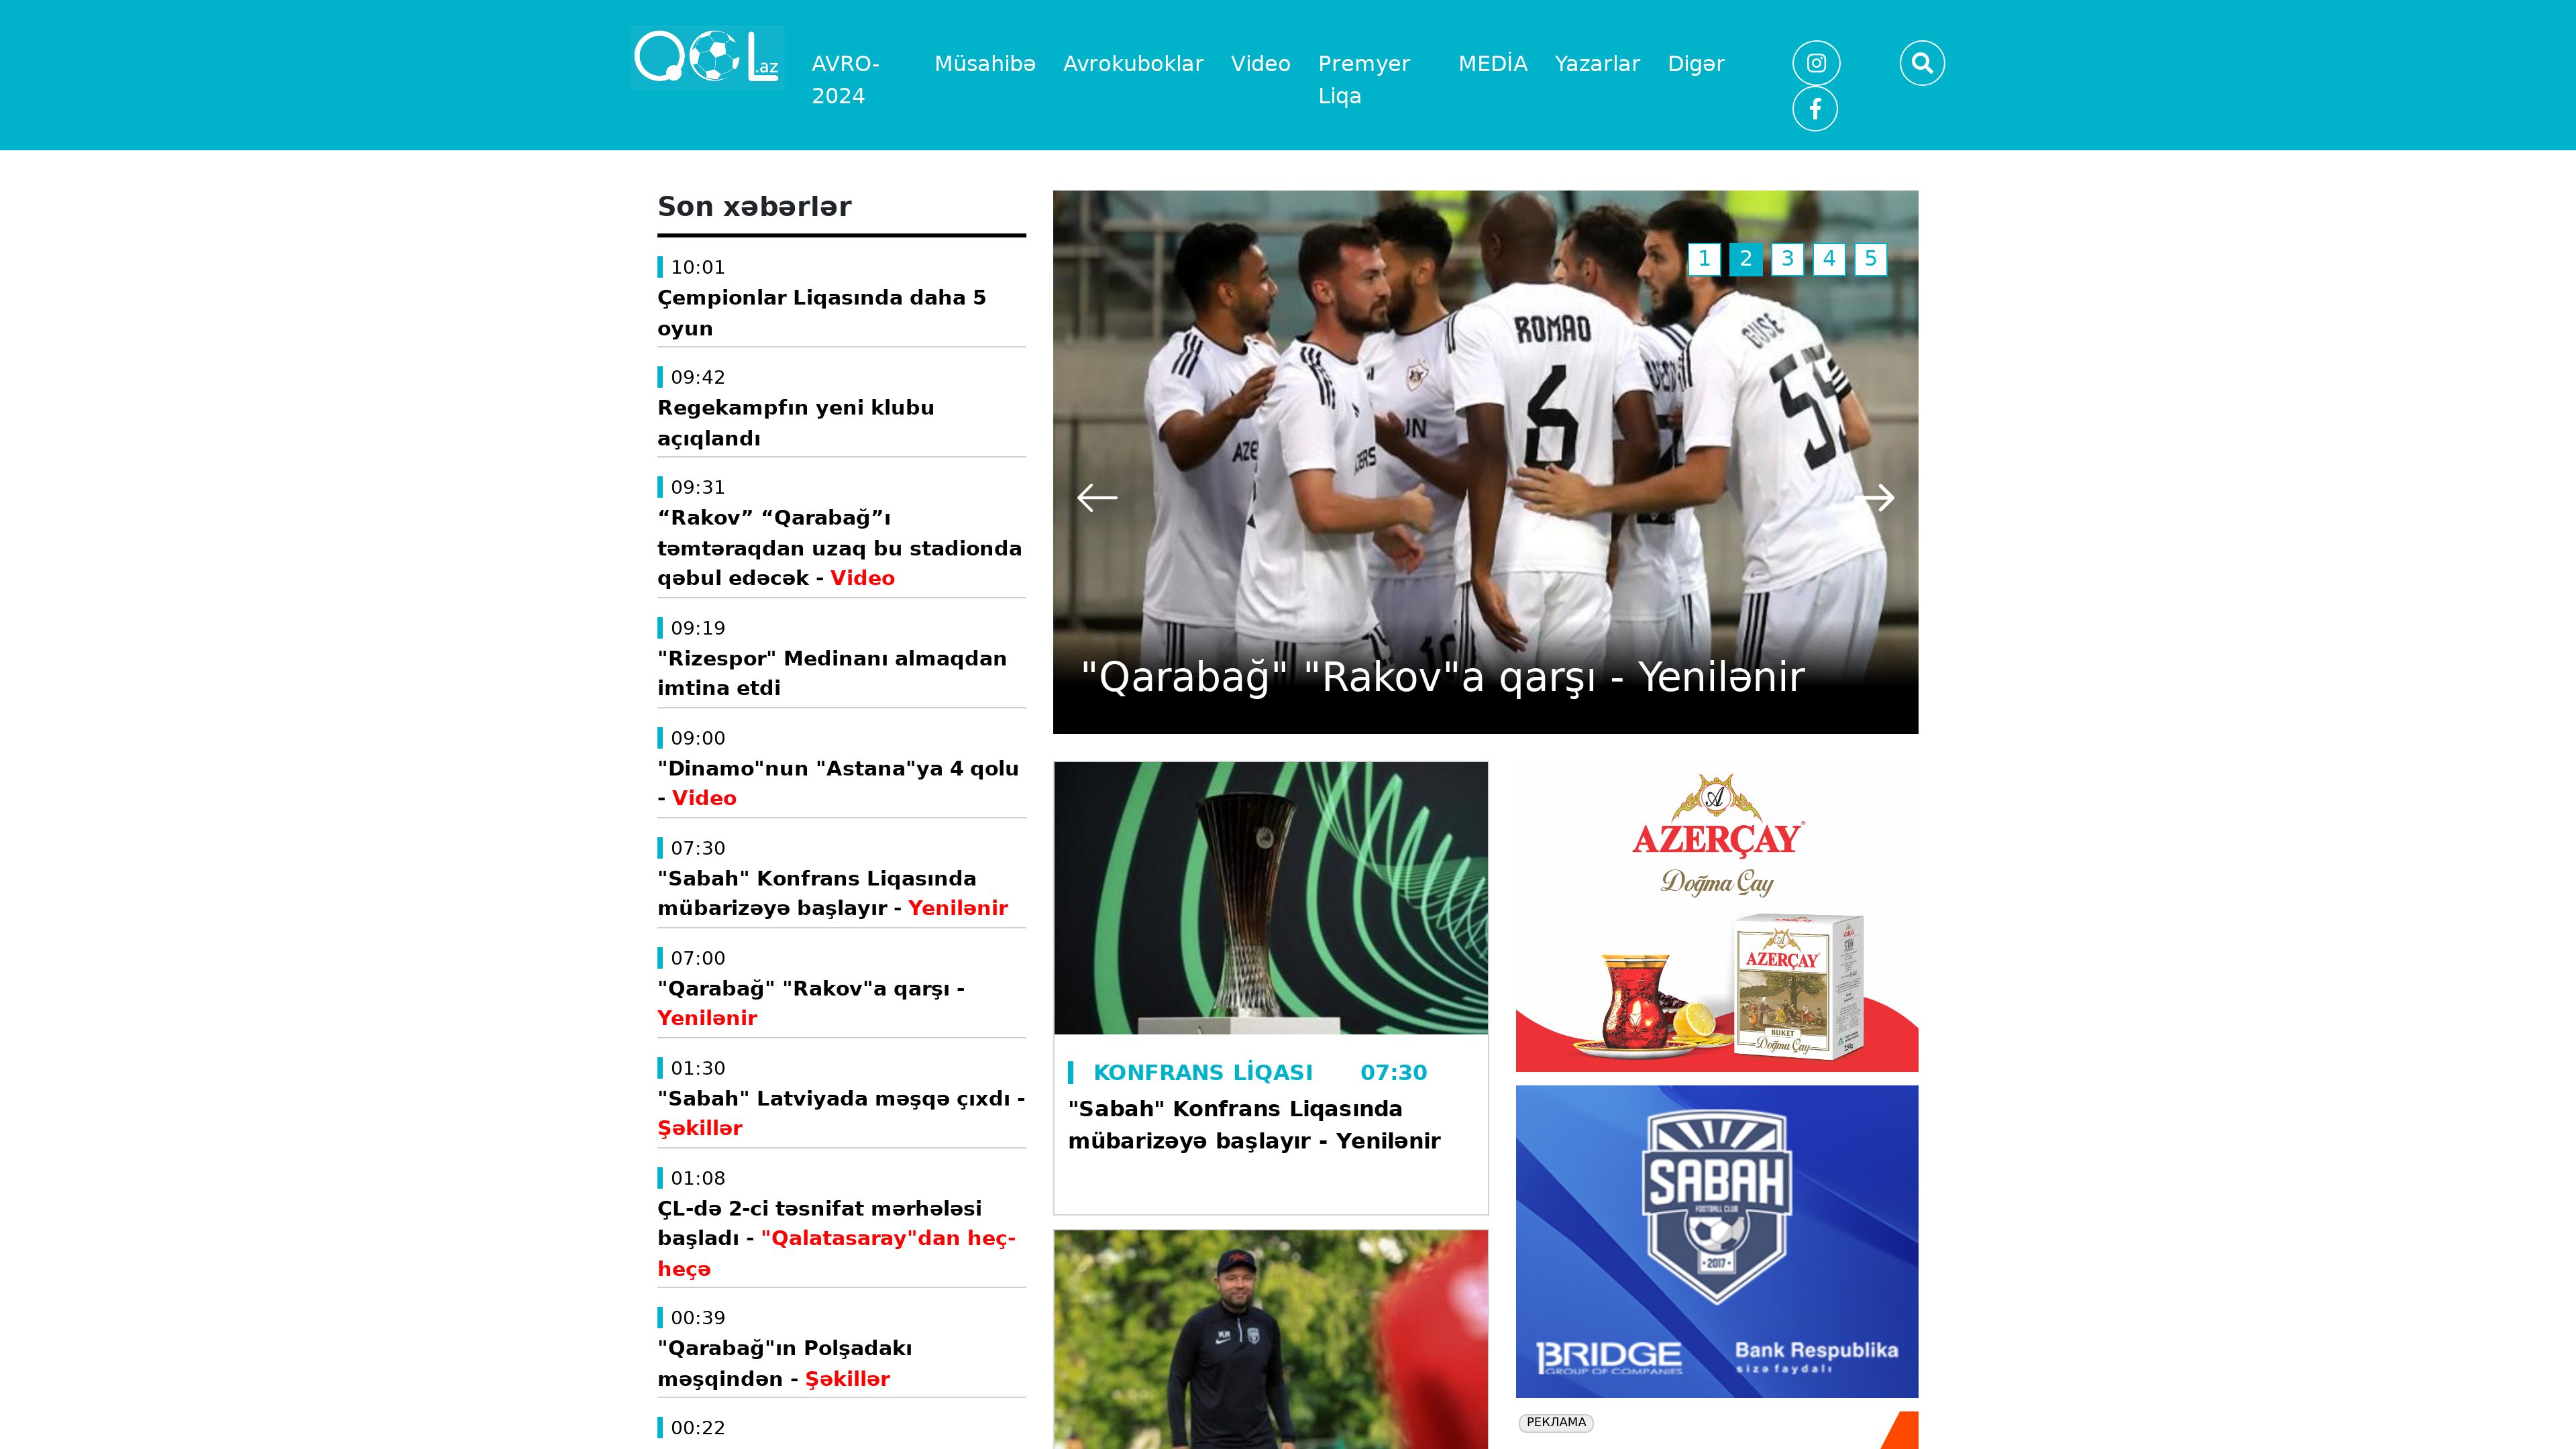 QOL.az
AVRO-
2024
Müsahibə
Avrokuboklar
Video
Premyer
Liqa
MEDİA
Yazarlar
Digər
Son xəbərlər
10:01
Çempionlar Liqasında daha 5
oyun
09:42
Regekampfın yeni klubu
açıqlandı
09:31
“Rakov” “Qarabağ”ı
təmtəraqdan uzaq bu stadionda
qəbul edəcək - Video
09:19
"Rizespor" Medinanı almaqdan
imtina etdi
09:00
"Dinamo"nun "Astana"ya 4 qolu
- Video
07:30
"Sabah" Konfrans Liqasında
mübarizəyə başlayır - Yenilənir
07:00
"Qarabağ" "Rakov"a qarşı -
Yenilənir
01:30
"Sabah" Latviyada məşqə çıxdı -
Şəkillər
01:08
ÇL-də 2-ci təsnifat mərhələsi
başladı - "Qalatasaray"dan heç-
heçə
00:39
"Qarabağ"ın Polşadakı
məşqindən - Şəkillər
00:22
1 2 3 4 5
ROMAO
6
"Qarabağ" "Rakov"a qarşı - Yenilənir
KONFRANS LİQASI 07:30
"Sabah" Konfrans Liqasında
mübarizəyə başlayır - Yenilənir
A
AZERÇAY
Doğma Çay
AZERÇAY
BUKET
Doğma Çay
SABAH
FOOTBALL CLUB
2017
BRIDGE
GROUP OF COMPANIES
Bank Respublika
sizə faydalı
РЕКЛАМА